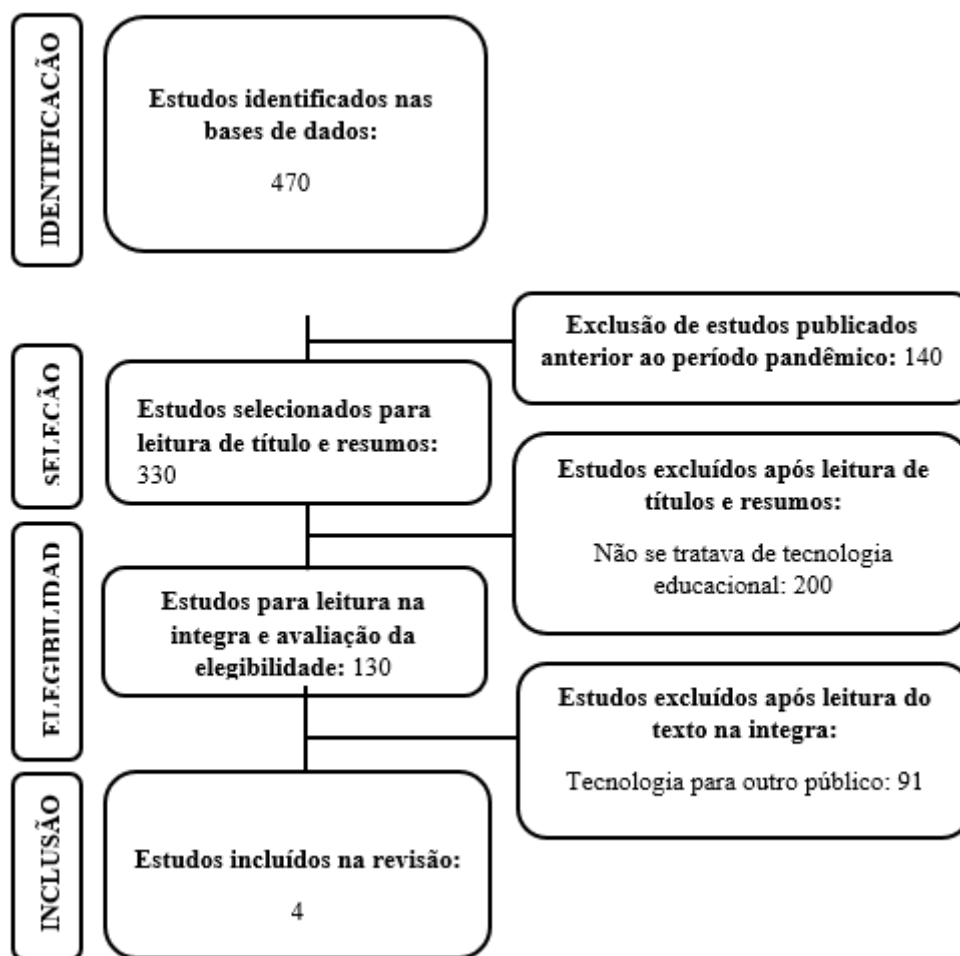 IDENTIFICAÇÃO
Estudos identificados nas
bases de dados:
470
Exclusão de estudos publicados
anterior ao período pandêmico: 140
SELEÇÃO
Estudos selecionados para
leitura de título e resumos:
330
Estudos excluídos após leitura de
títulos e resumos:
Não se tratava de tecnologia
educacional: 200
ELEGIBILIDAD
Estudos para leitura na
integra e avaliação da
elegibilidade: 130
Estudos excluídos após leitura do
texto na integra:
Tecnologia para outro público: 91
INCLUSÃO
Estudos incluídos na revisão:
4